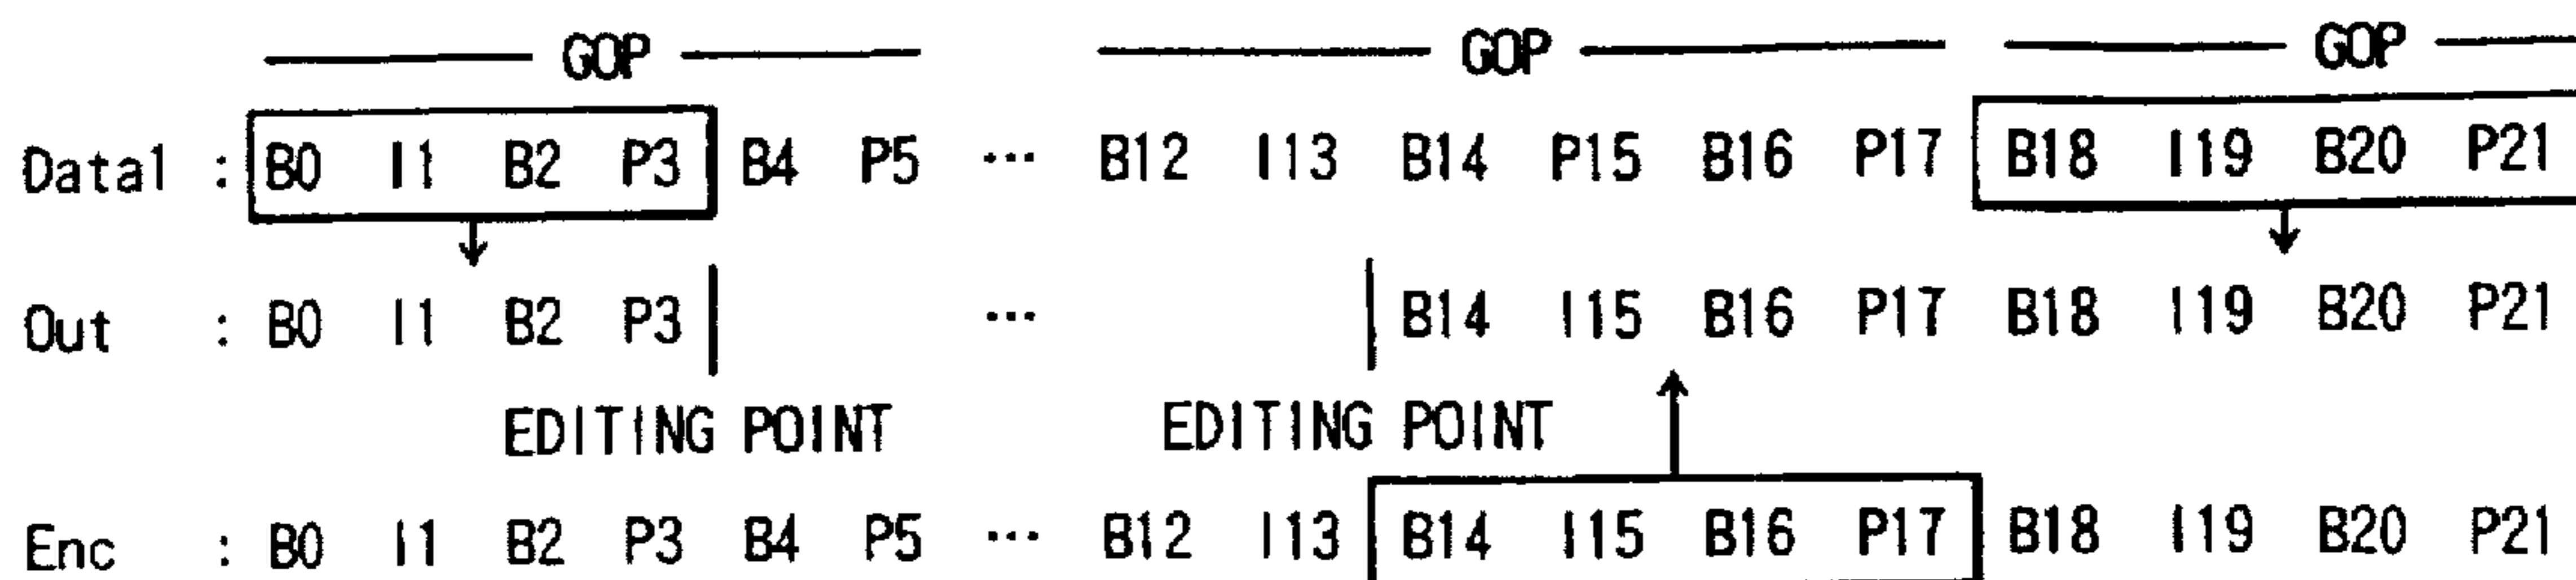 GOP GOP GOP
Data1 : B0 I1 B2 P3 B4 P5 ... B12 I13 B14 P15 B16 P17 B18 I19 B20 P21
Out : B0 I1 B2 P3 ... B14 I15 B16 P17 B18 I19 B20 P21
EDITING POINT EDITING POINT
Enc : B0 I1 B2 P3 B4 P5 ... B12 I13 B14 I15 B16 P17 B18 I19 B20 P21